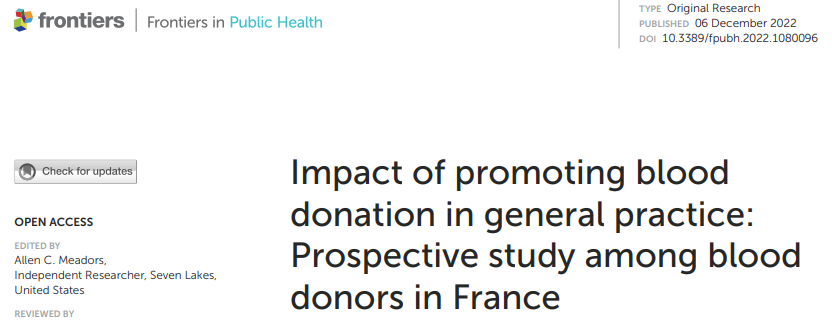 frontiers | Frontiers in Public Health
TYPE Original Research
PUBLISHED 06 December 2022
DOI 10.3389/fpubh.2022.1080096
Check for updates
OPEN ACCESS
EDITED BY
Allen C. Meadors,
Independent Researcher, Seven Lakes,
United States
REVIEWED BY
Impact of promoting blood
donation in general practice:
Prospective study among blood
donors in France